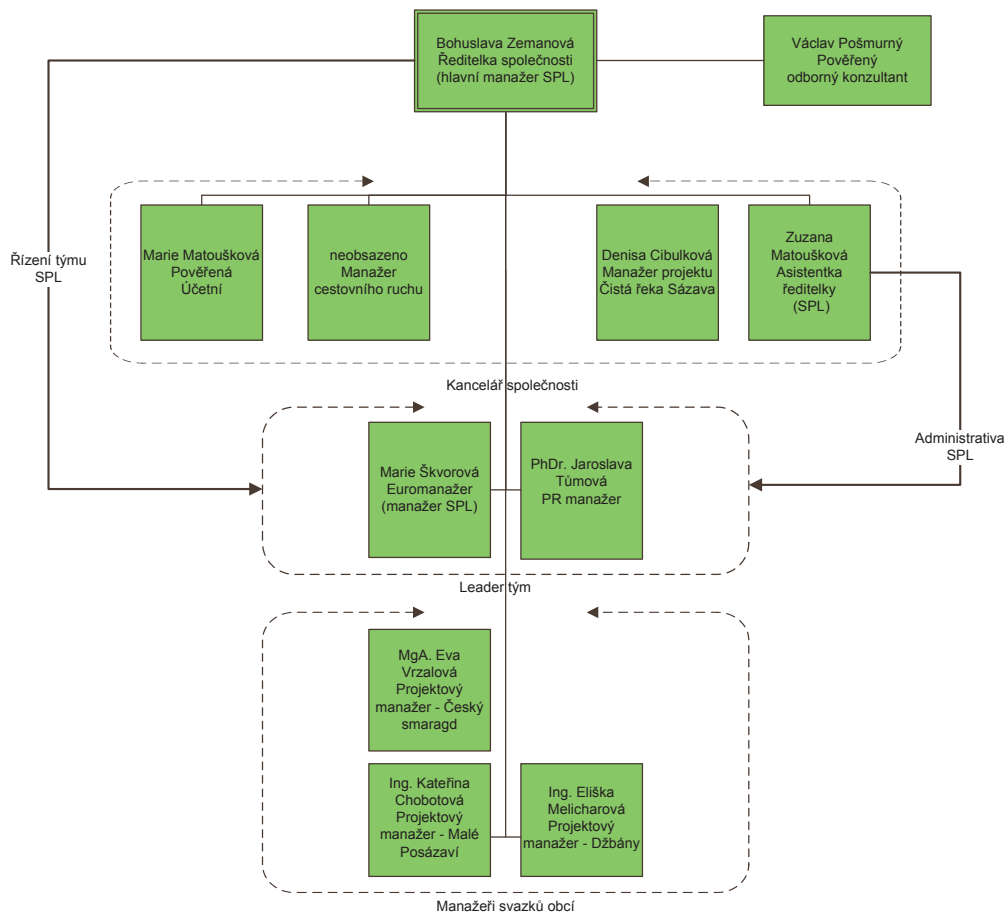 Bohuslava Zemanová
Ředitelka společnosti
(hlavní manažer SPL)
Václav Pošmurný
Pověřený
odborný konzultant
Řízení týmu
SPL
Marie Matoušková
Pověřená
Účetní
neobsazeno
Manažer
cestovního ruchu
Denisa Cibulková
Manažer projektu
Čistá řeka Sázava
Zuzana
Matoušková
Asistentka
ředitelky
(SPL)
Kancelář společnosti
Administrativa
SPL
Marie Škvorová
Euromanažer
(manažer SPL)
PhDr. Jaroslava
Tůmová
PR manažer
Leader tým
MgA. Eva
Vrzalová
Projektový
manažer - Český
smaragd
Ing. Kateřina
Chobotová
Projektový
manažer - Malé
Posázaví
Ing. Eliška
Melicharová
Projektový
manažer - Džbány
Manažeři svazků obcí